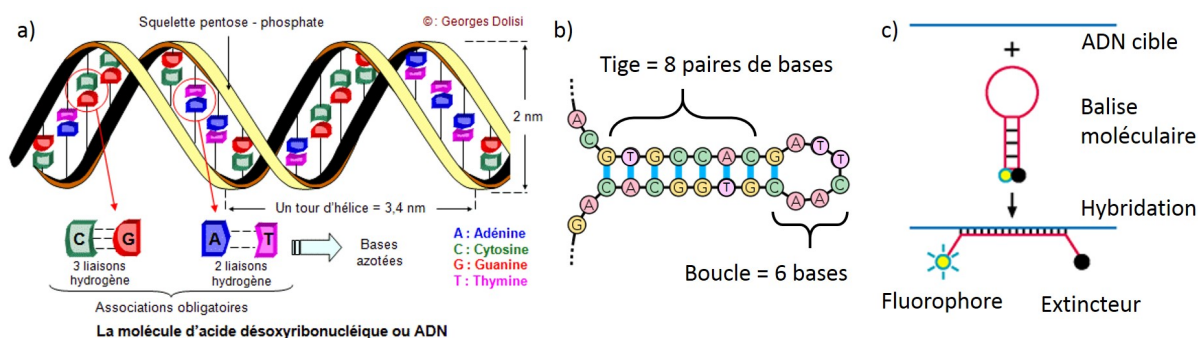 a)
Squelette pentose - phosphate
© : Georges Dolisi
2 nm
Un tour d'hélice = 3,4 nm
C G
A T
3 liaisons
hydrogène
2 liaisons
hydrogène
Bases
azotées
A : Adénine
C : Cytosine
G : Guanine
T : Thymine
Associations obligatoires
La molécule d'acide désoxyribonucléique ou ADN
b)
Tige = 8 paires de bases
A
C
G T G C C A C G A T T
C
C A C G G T G C A A
A
G
Boucle = 6 bases
c)
ADN cible
+
Balise
moléculaire
Hybridation
Fluorophore
Extincteur